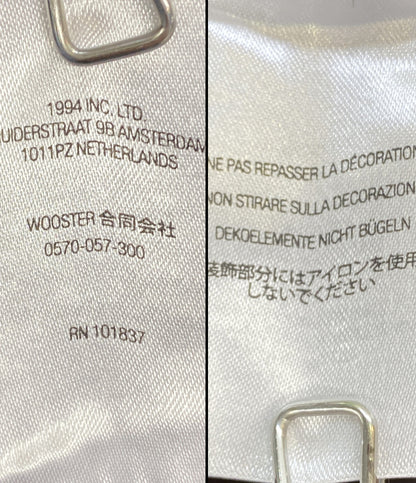 1994 INC. LTD
UIDERSTRAAT 9B AMSTERDAM
1011PZ NETHERLANDS
WOOSTER 合同会社
0570-057-300
RN 101837
NE PAS REPASSER LA DÉCORATION
NON STIRARE SULLA DECORAZION
DEKOELEMENTE NICHT BÜGELN
装飾部分にはアイロンを使用
しないでください